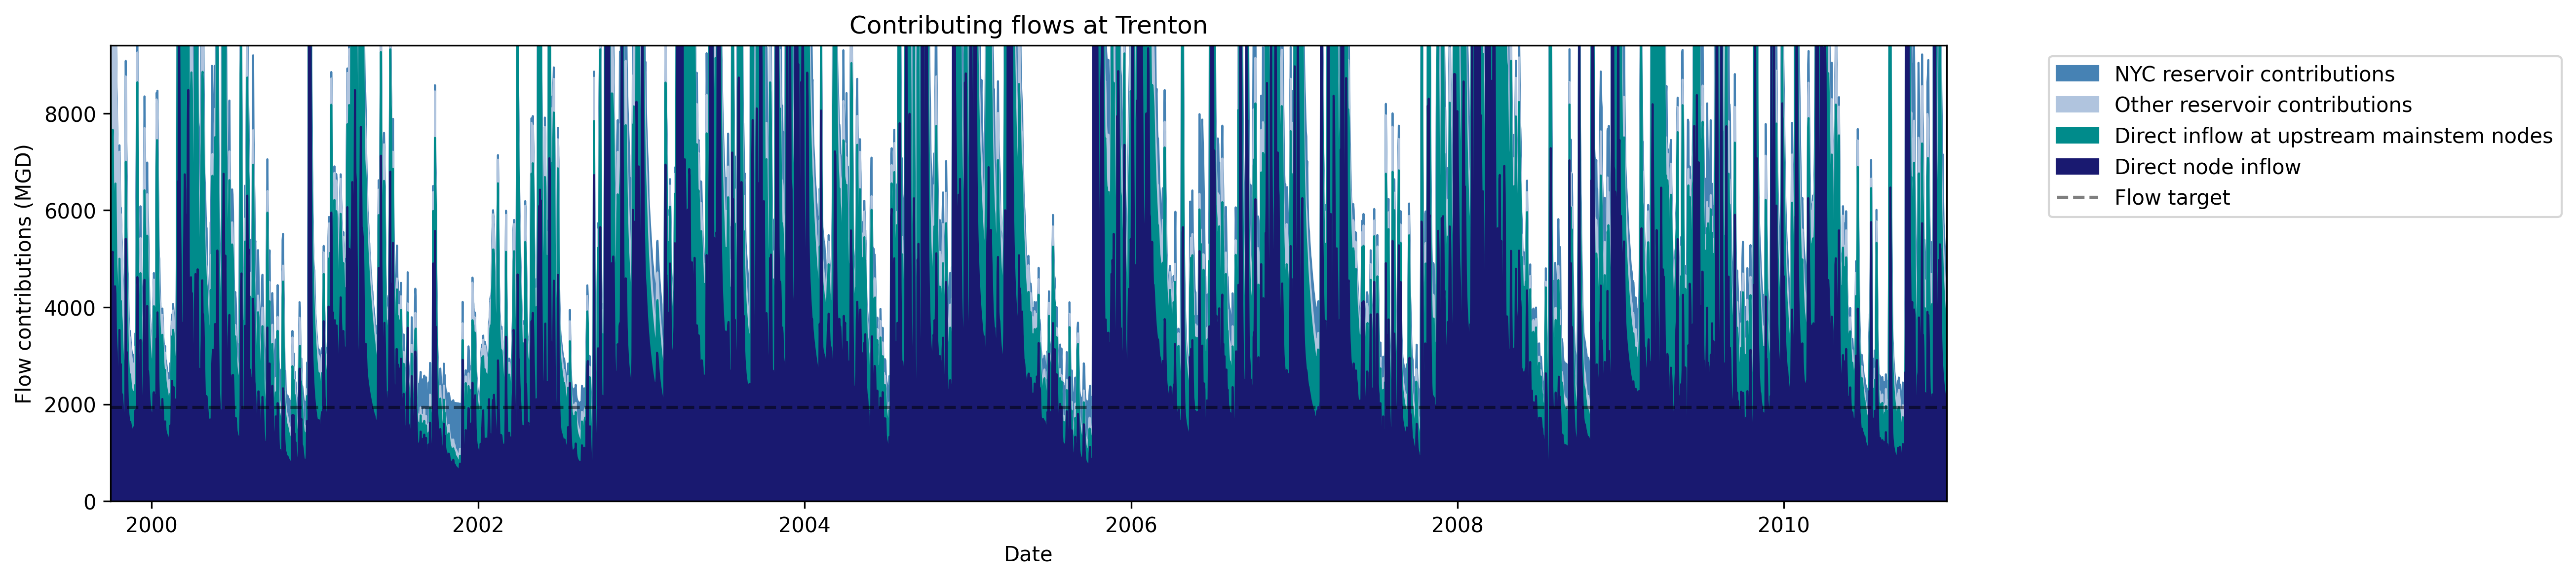 Contributing flows at Trenton
Flow contributions (MGD)
8000
6000
4000
2000
0
2000
2002
2004
2006
2008
2010
Date
NYC reservoir contributions
Other reservoir contributions
Direct inflow at upstream mainstem nodes
Direct node inflow
Flow target